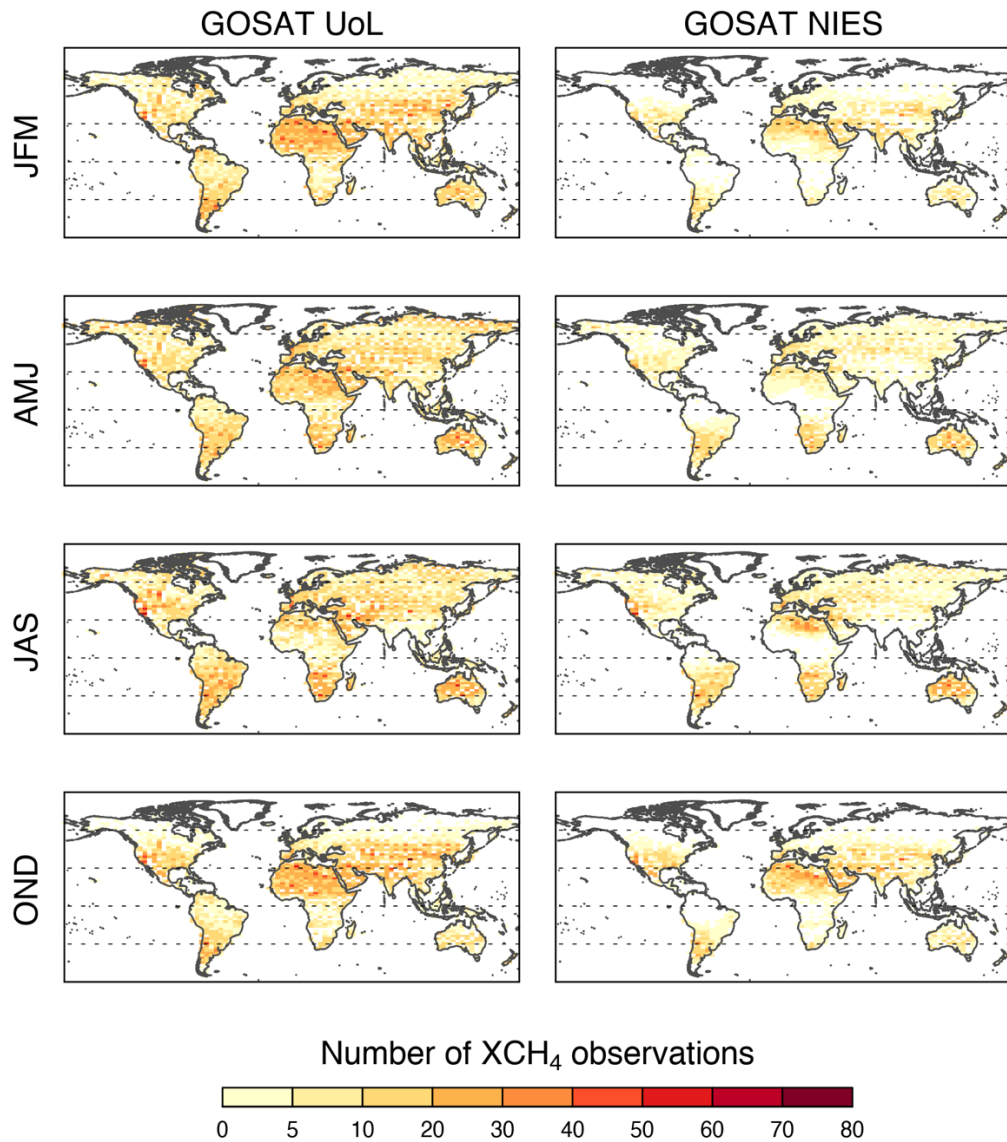 GOSAT UoL GOSAT NIES
JFM
AMJ
JAS
OND
Number of XCH₄ observations
0 5 10 20 30 40 50 60 70 80